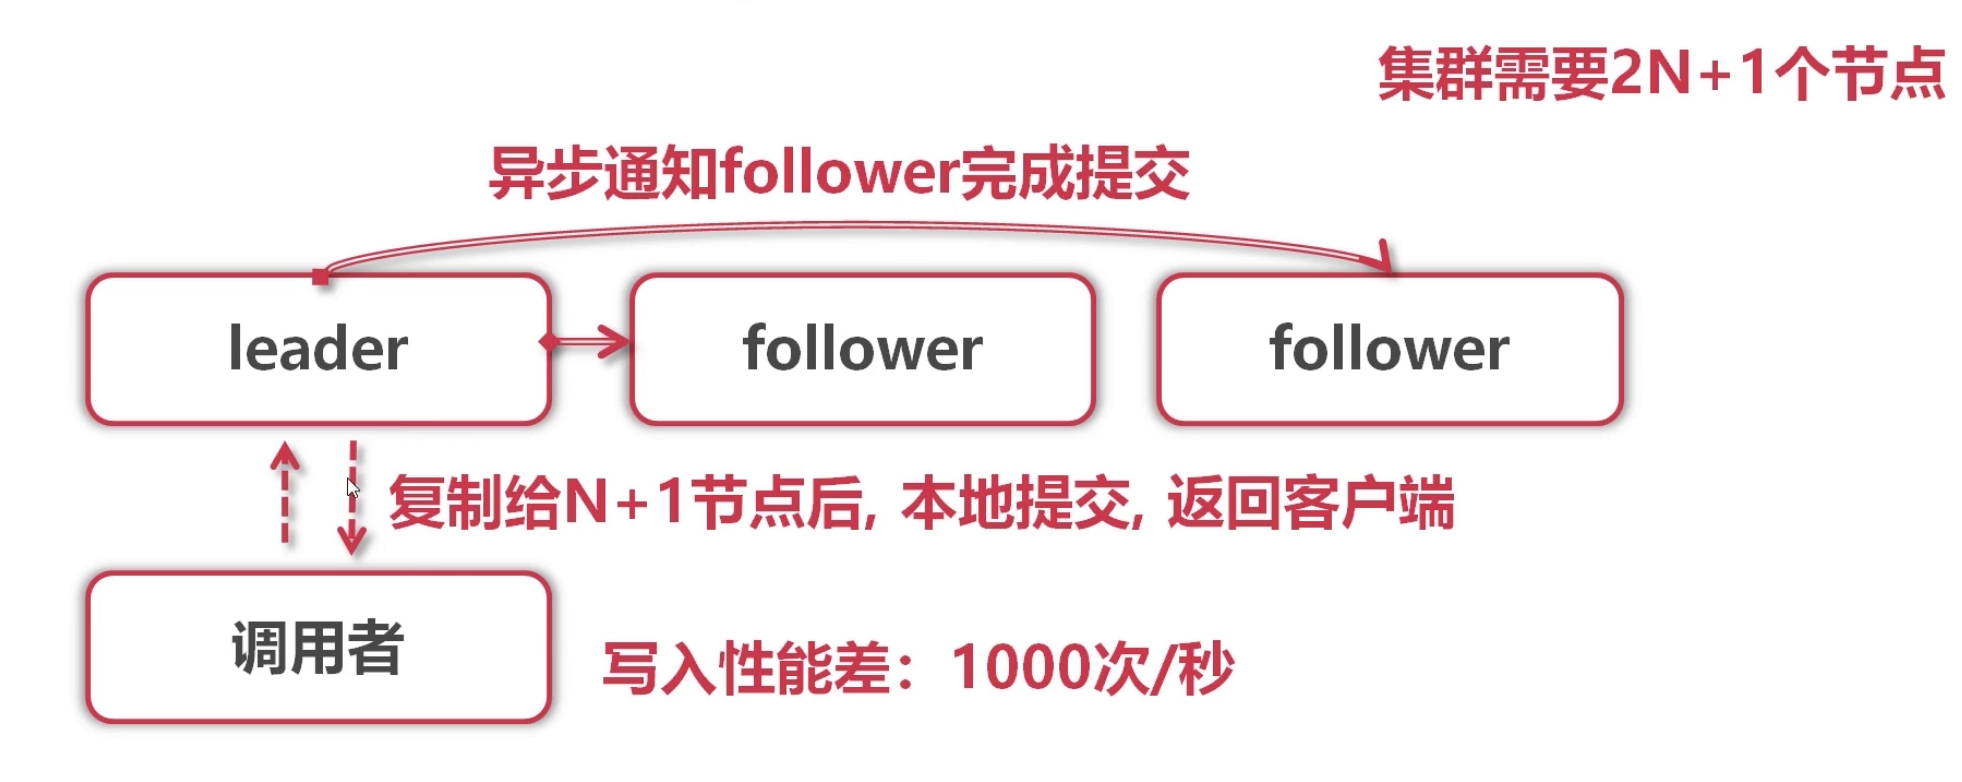 集群需要2N+1个节点
异步通知follower完成提交
leader
follower
follower
复制给N+1节点后, 本地提交, 返回客户端
调用者
写入性能差：1000次/秒